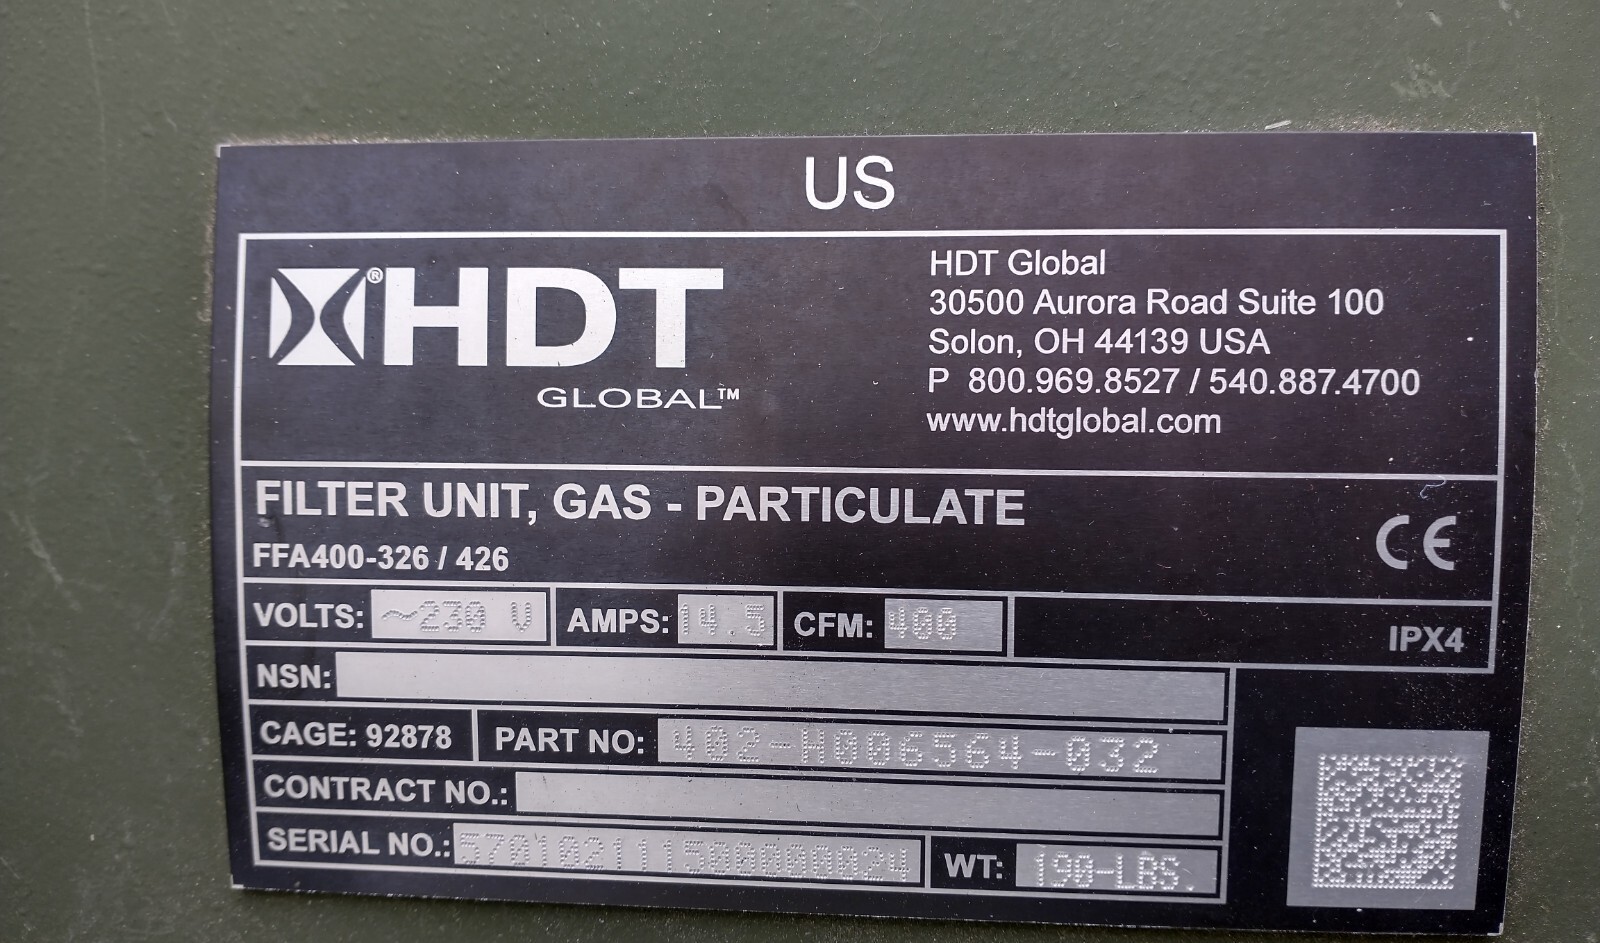 US
® HDT
GLOBAL™
HDT Global
30500 Aurora Road Suite 100
Solon, OH 44139 USA
P 800.969.8527 / 540.887.4700
www.hdtglobal.com
FILTER UNIT, GAS - PARTICULATE
FFA400-326 / 426
CE
VOLTS: ~230 V AMPS: 14.5 CFM: 400 IPX4
NSN:
CAGE: 92878 PART NO: 402-H006564-032
CONTRACT NO.:
SERIAL NO.: WT: 190-LBS.